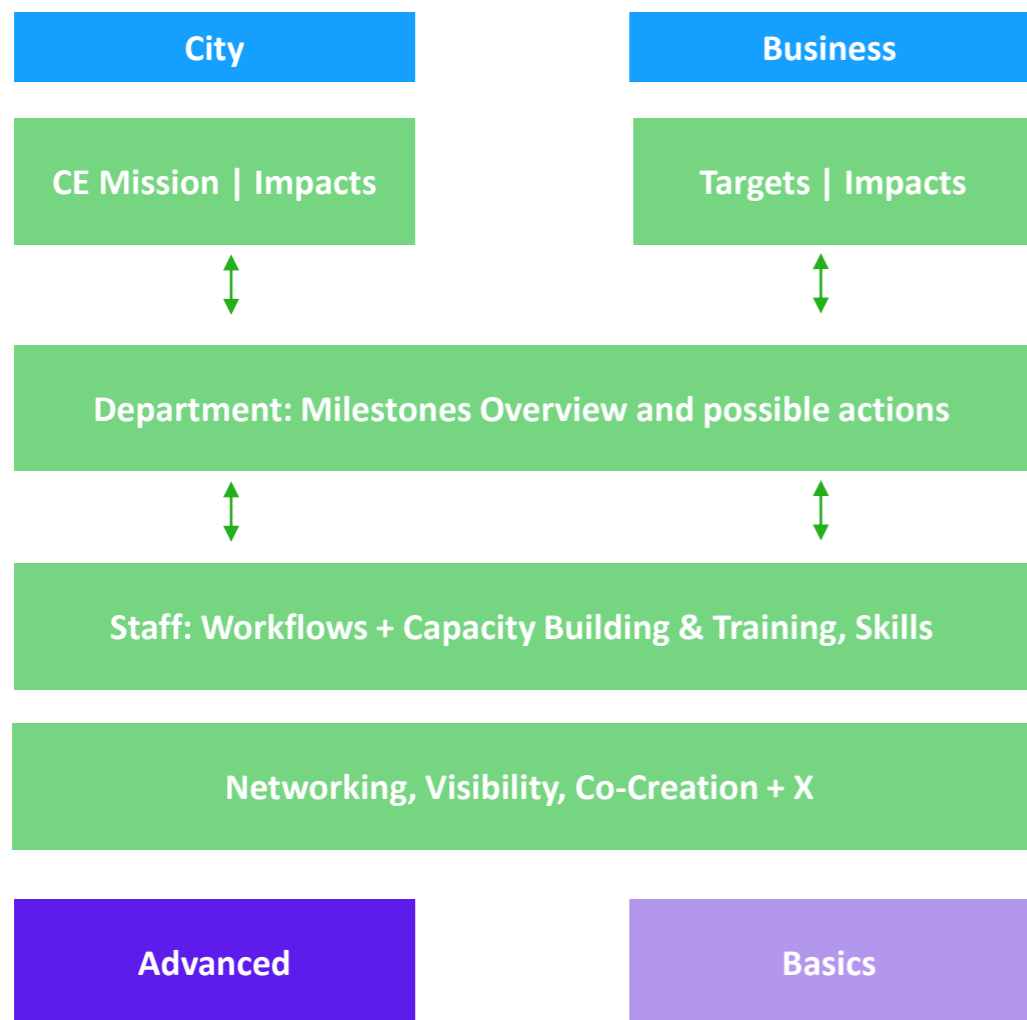 City
Business
CE Mission | Impacts
Targets | Impacts
Department: Milestones Overview and possible actions
Staff: Workflows + Capacity Building & Training, Skills
Networking, Visibility, Co-Creation + X
Advanced
Basics